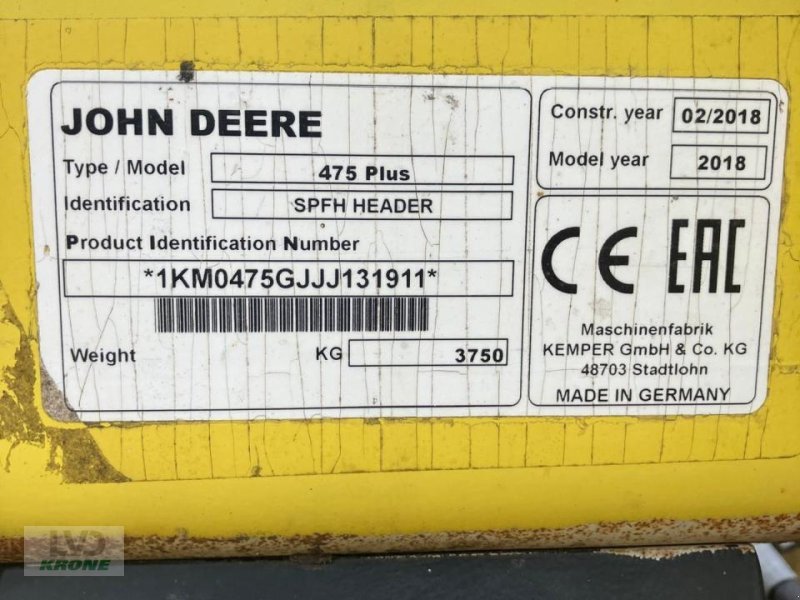 JOHN DEERE
Type / Model 475 Plus
Identification SPFH HEADER
Product Identification Number
*1KM0475GJJJ131911*
Weight KG 3750
Constr. year 02/2018
Model year 2018
CE EAC
Maschinenfabrik
KEMPER GmbH & Co. KG
48703 Stadtlohn
MADE IN GERMANY
LVD
KRONE